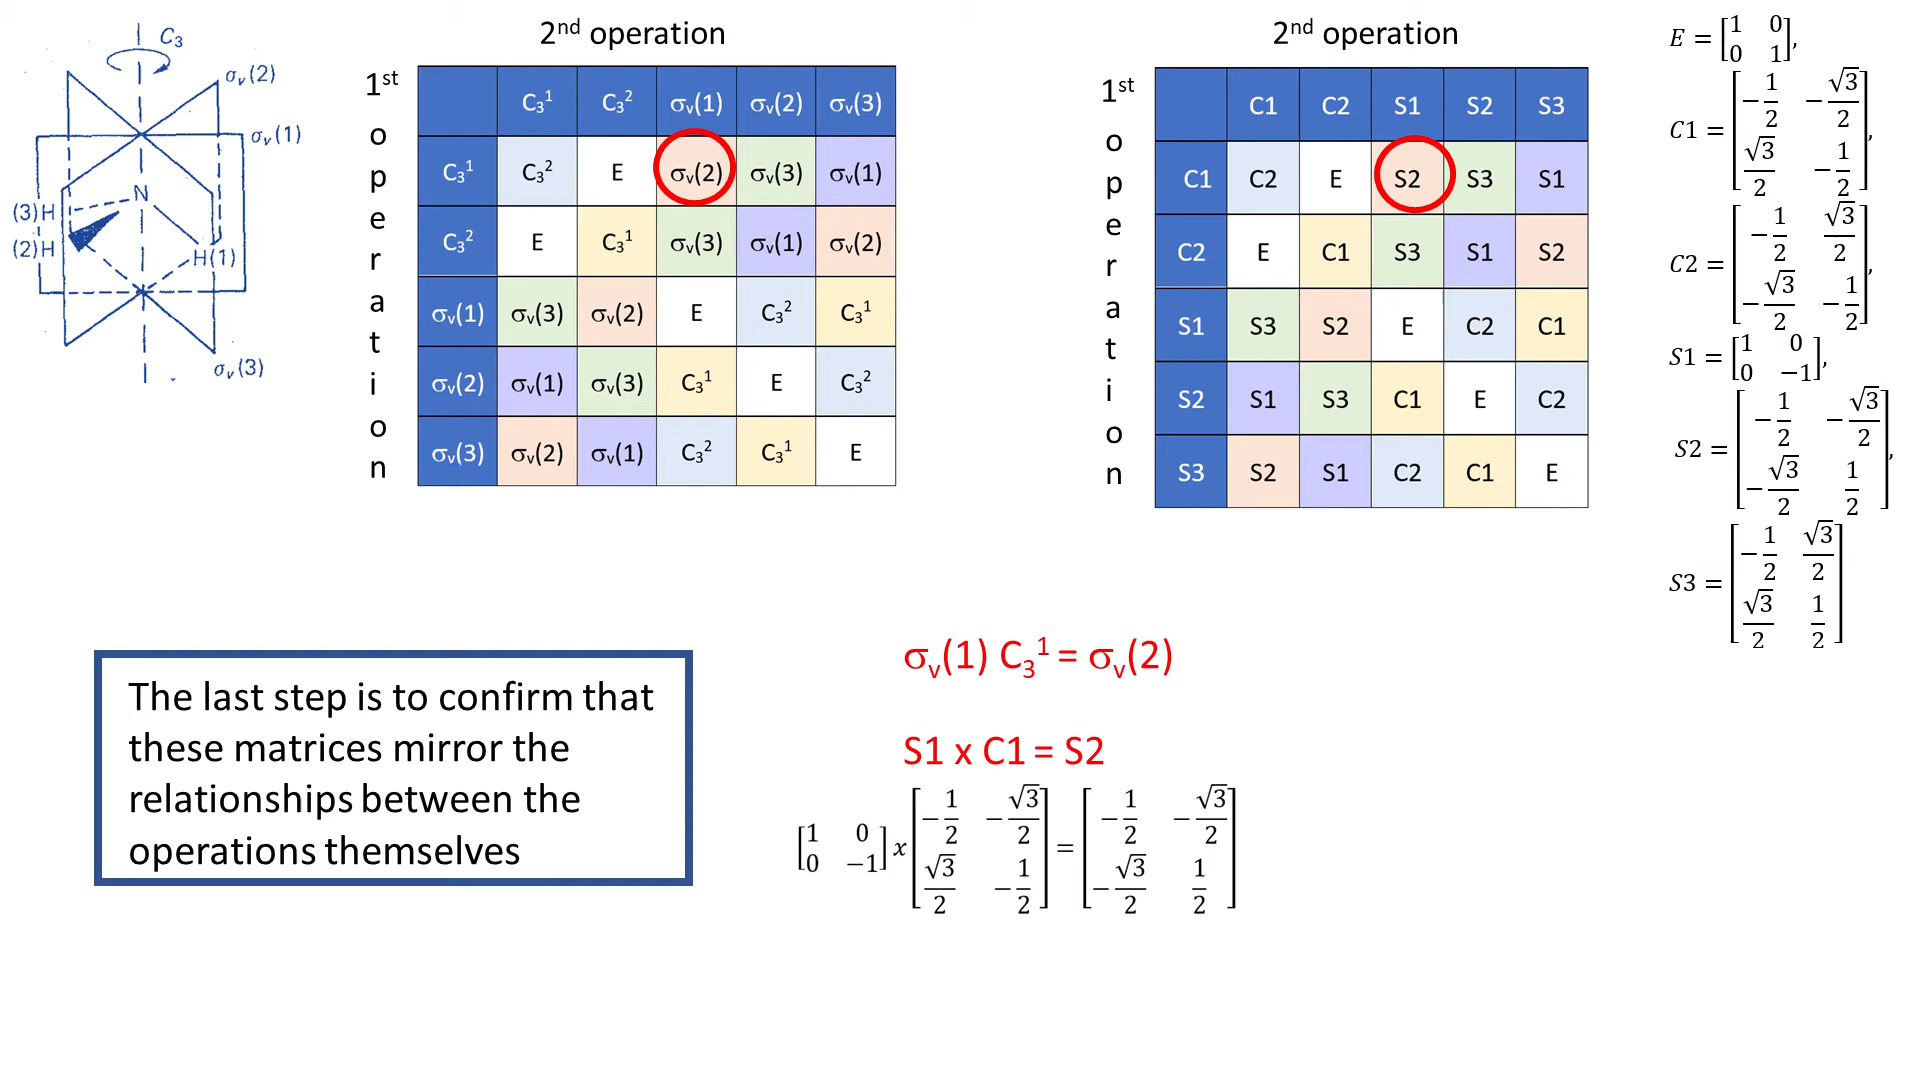 C₃
σᵥ(2)
σᵥ(1)
N
(3)H
(2)H
H(1)
σᵥ(3)
2nd operation
1st
o
p
e
r
a
t
i
o
n
C₃¹ C₃² σᵥ(1) σᵥ(2) σᵥ(3)
C₃¹ C₃² E σᵥ(2) σᵥ(3) σᵥ(1)
C₃² E C₃¹ σᵥ(3) σᵥ(1) σᵥ(2)
σᵥ(1) σᵥ(3) σᵥ(2) E C₃² C₃¹
σᵥ(2) σᵥ(1) σᵥ(3) C₃¹ E C₃²
σᵥ(3) σᵥ(2) σᵥ(1) C₃² C₃¹ E
2nd operation
1st
o
p
e
r
a
t
i
o
n
C1 C2 S1 S2 S3
C1 C2 E S2 S3 S1
C2 E C1 S3 S1 S2
S1 S3 S2 E C2 C1
S2 S1 S3 C1 E C2
S3 S2 S1 C2 C1 E
E = [1 0; 0 1],
C1 = [−1/2 −√3/2; √3/2 −1/2],
C2 = [−1/2 √3/2; −√3/2 −1/2],
S1 = [1 0; 0 −1],
S2 = [−1/2 −√3/2; −√3/2 1/2],
S3 = [−1/2 √3/2; √3/2 1/2]
The last step is to confirm that
these matrices mirror the
relationships between the
operations themselves
σᵥ(1) C₃¹ = σᵥ(2)
S1 x C1 = S2
[1 0; 0 −1] x [−1/2 −√3/2; √3/2 −1/2] = [−1/2 −√3/2; −√3/2 1/2]